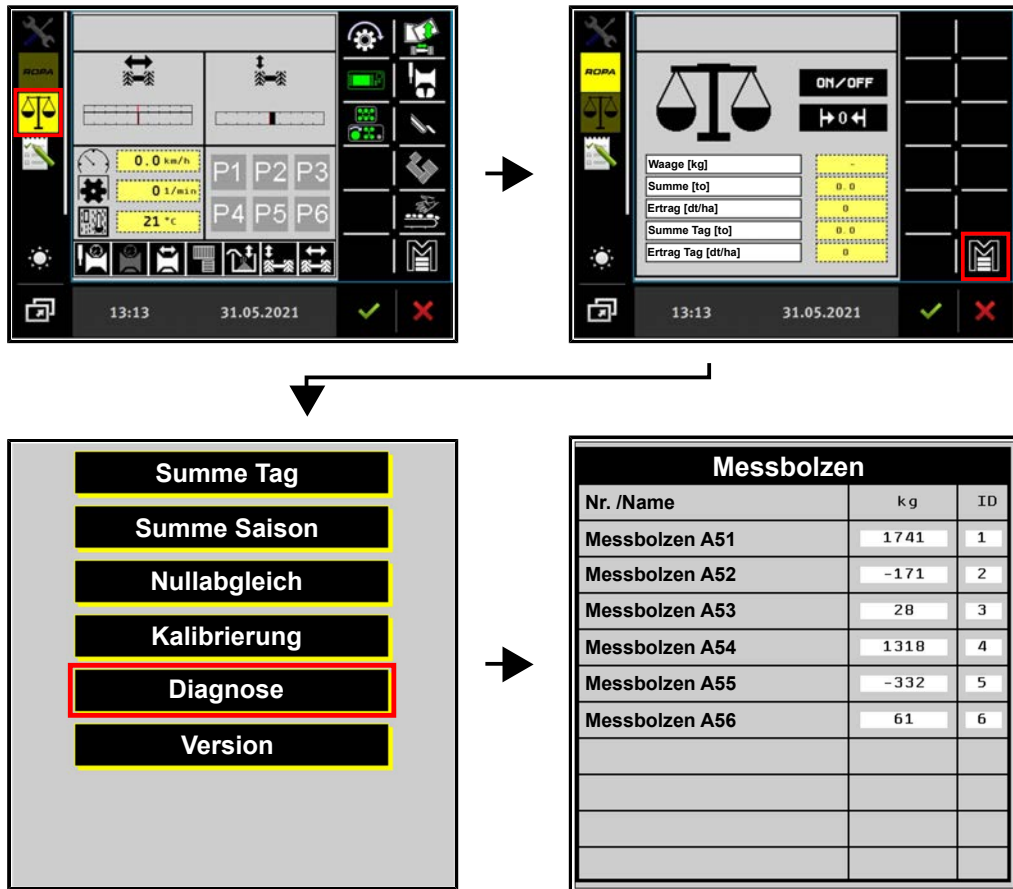 ROPA
0.0 km/h
0 1/min
21 °C
P1 P2 P3
P4 P5 P6
13:13 31.05.2021
ROPA
ON/OFF
0
Waage [kg] -
Summe [to] 0.0
Ertrag [dt/ha] 0
Summe Tag [to] 0.0
Ertrag Tag [dt/ha] 0
13:13 31.05.2021
Summe Tag
Summe Saison
Nullabgleich
Kalibrierung
Diagnose
Version
Messbolzen
Nr. /Name kg ID
Messbolzen A51 1741 1
Messbolzen A52 -171 2
Messbolzen A53 28 3
Messbolzen A54 1318 4
Messbolzen A55 -332 5
Messbolzen A56 61 6